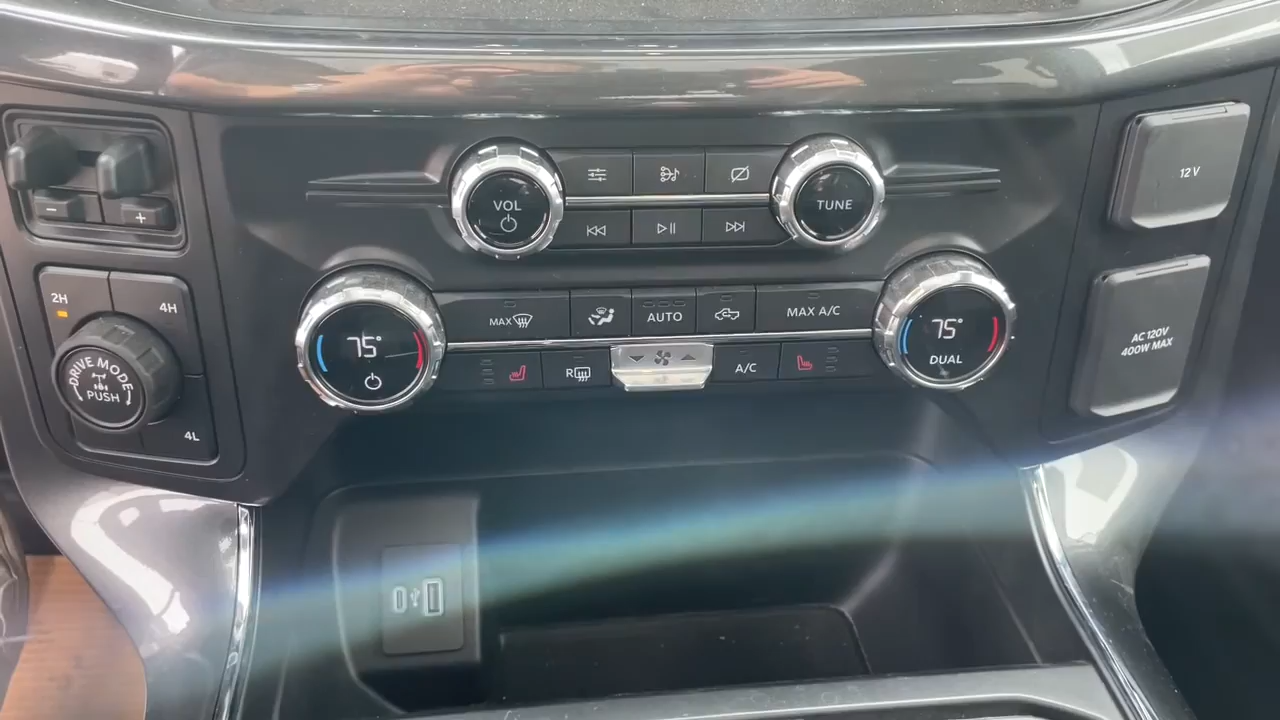 VOL
TUNE
12V
− +
2H
4H
4L
DRIVE MODE
PUSH
75°
MAX
AUTO
MAX A/C
R
A/C
75°
DUAL
AC 120V
400W MAX